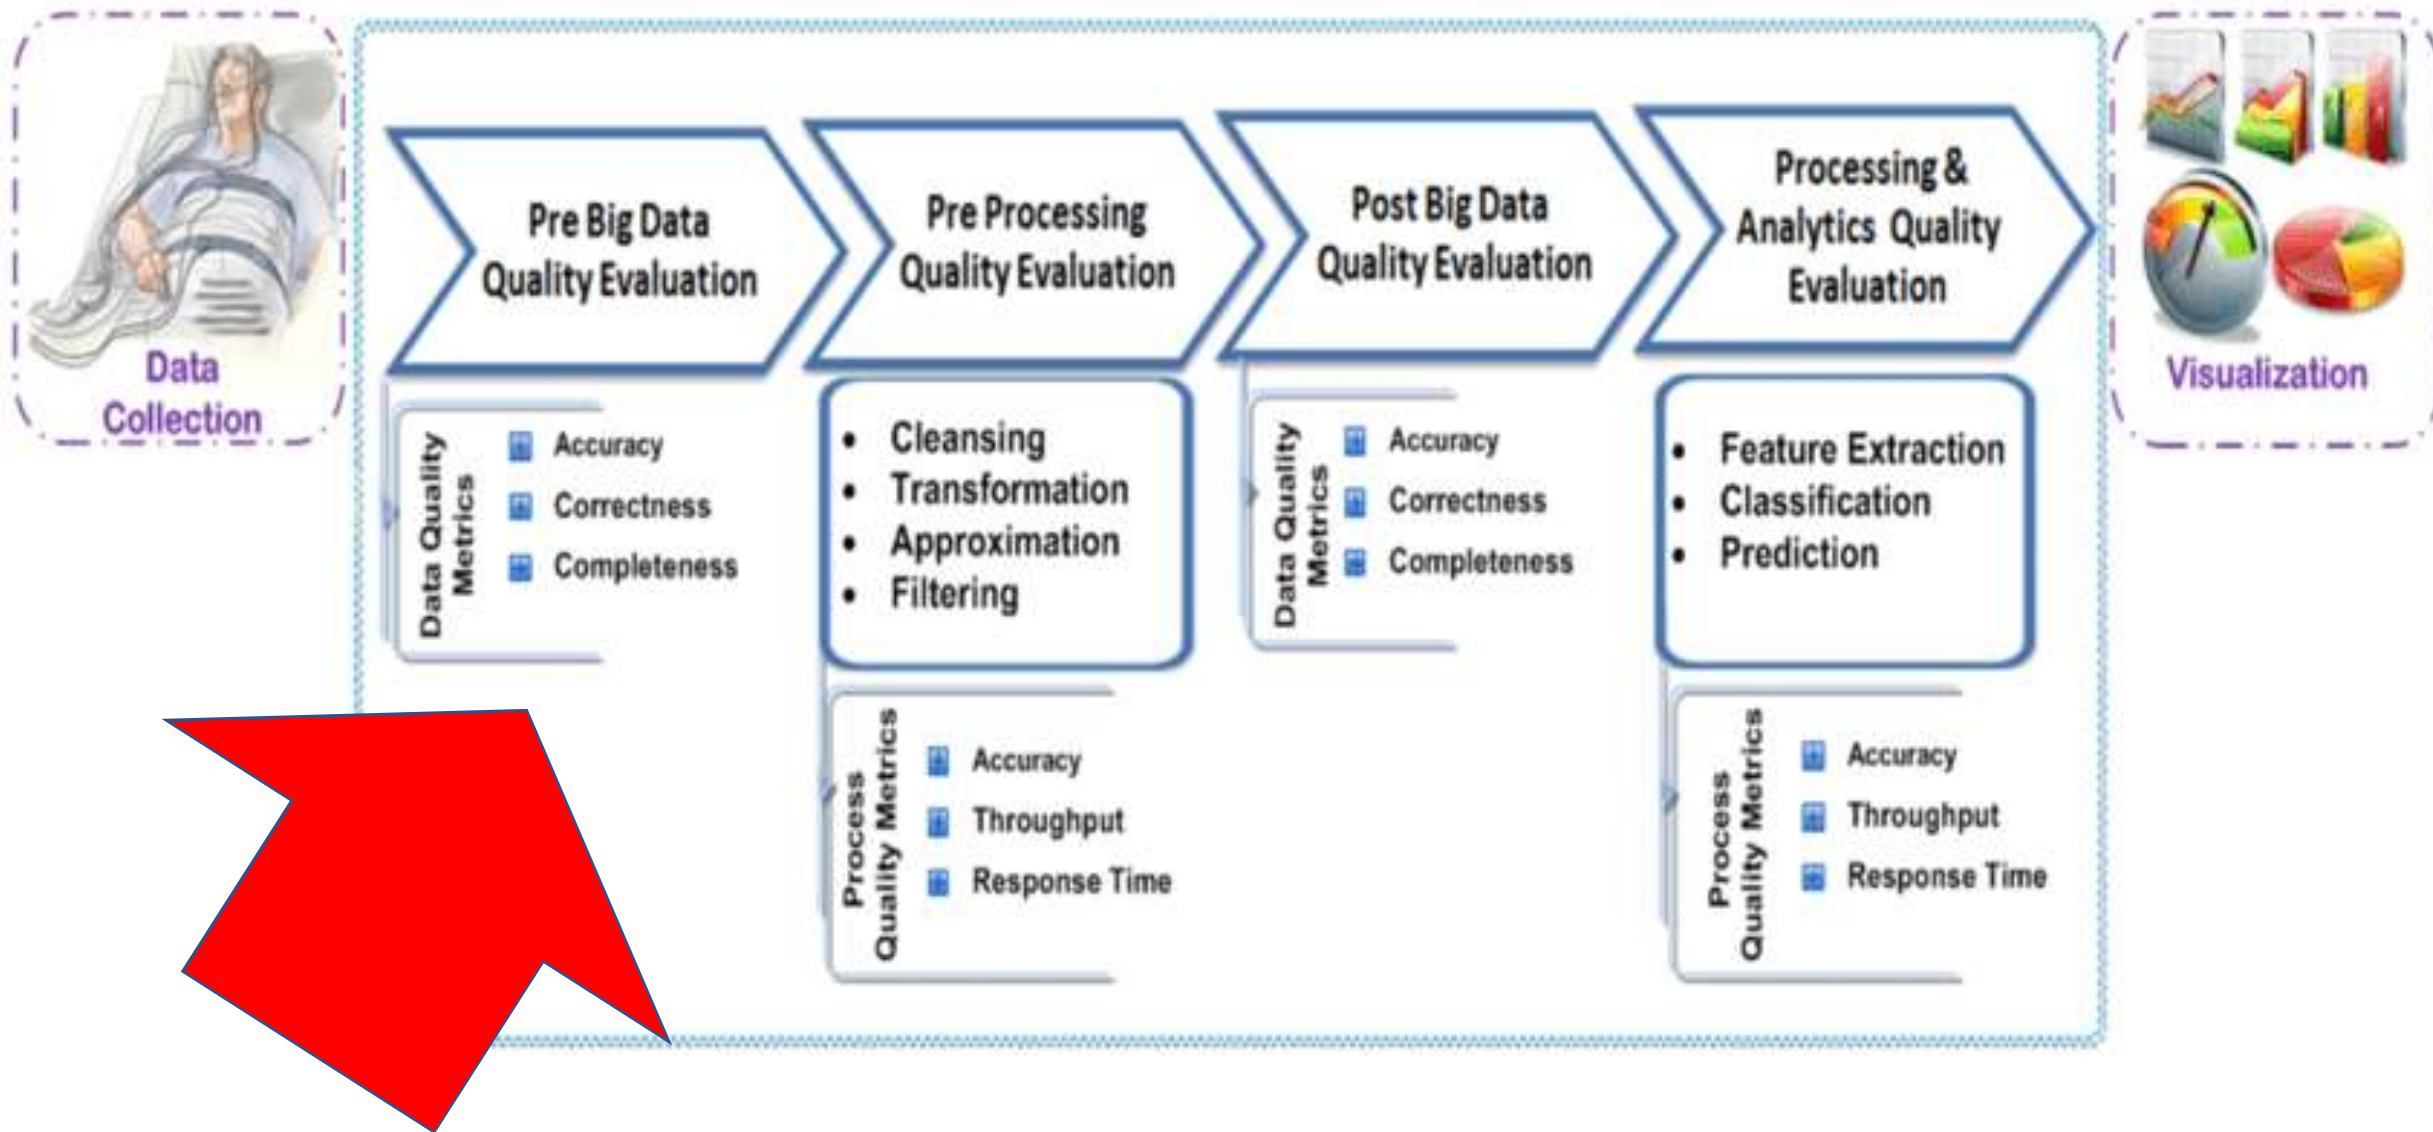 Data
Collection
Pre Big Data
Quality Evaluation
Data Quality
Metrics
Accuracy
Correctness
Completeness
Pre Processing
Quality Evaluation
Cleansing
Transformation
Approximation
Filtering
Process
Quality Metrics
Accuracy
Throughput
Response Time
Post Big Data
Quality Evaluation
Data Quality
Metrics
Accuracy
Correctness
Completeness
Processing &
Analytics Quality
Evaluation
Feature Extraction
Classification
Prediction
Process
Quality Metrics
Accuracy
Throughput
Response Time
Visualization